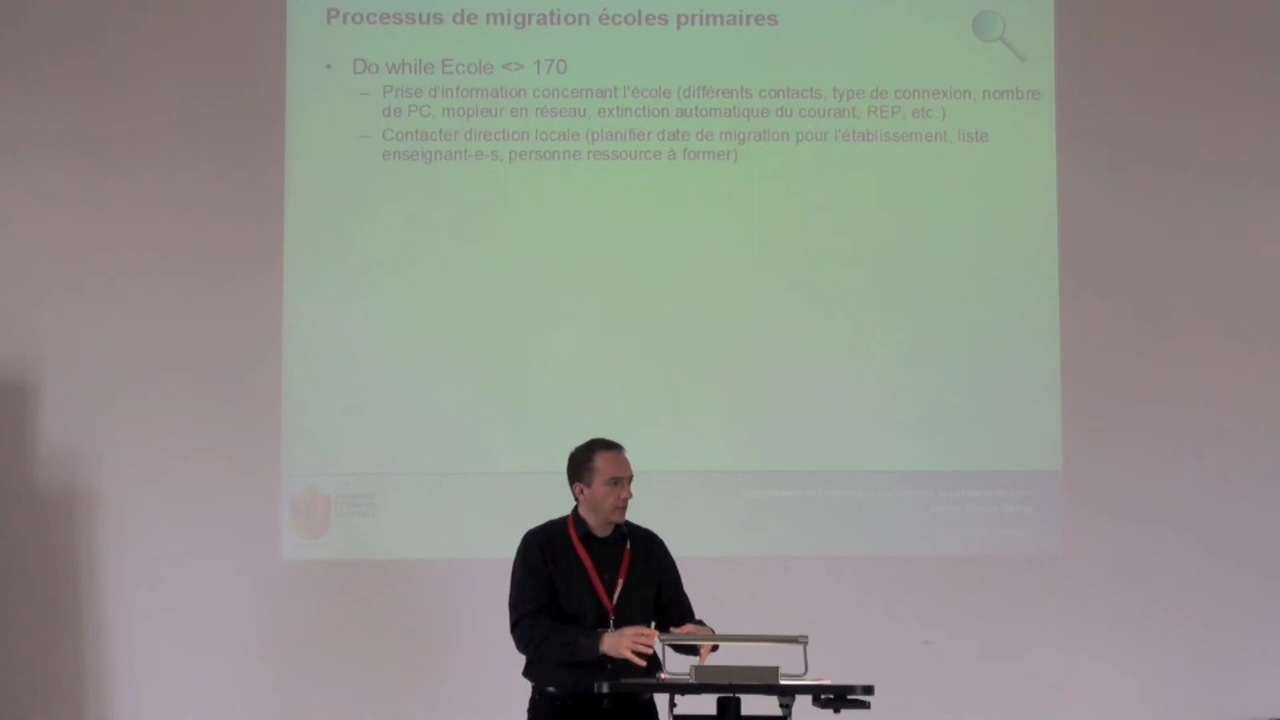 Processus de migration écoles primaires
• Do while Ecole <> 170
– Prise d'information concernant l'école (différents contacts, type de connexion, nombre
de PC, mopieur en réseau, extinction automatique du courant, REP, etc.)
– Contacter direction locale (planifier date de migration pour l'établissement, liste
enseignant-e-s, personne ressource à former)